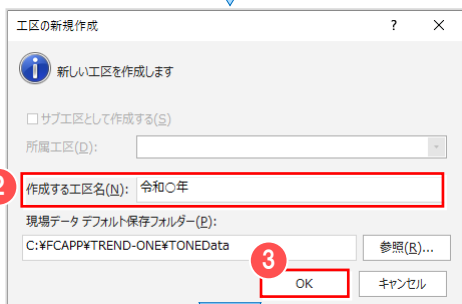 工区の新規作成 ? ×
新しい工区を作成します
サブ工区として作成する(S)
所属工区(D):
2 作成する工区名(N): 令和○年
現場データ デフォルト保存フォルダー(P):
C:¥FCAPP¥TREND-ONE¥TONEData 参照(R)...
3
OK キャンセル